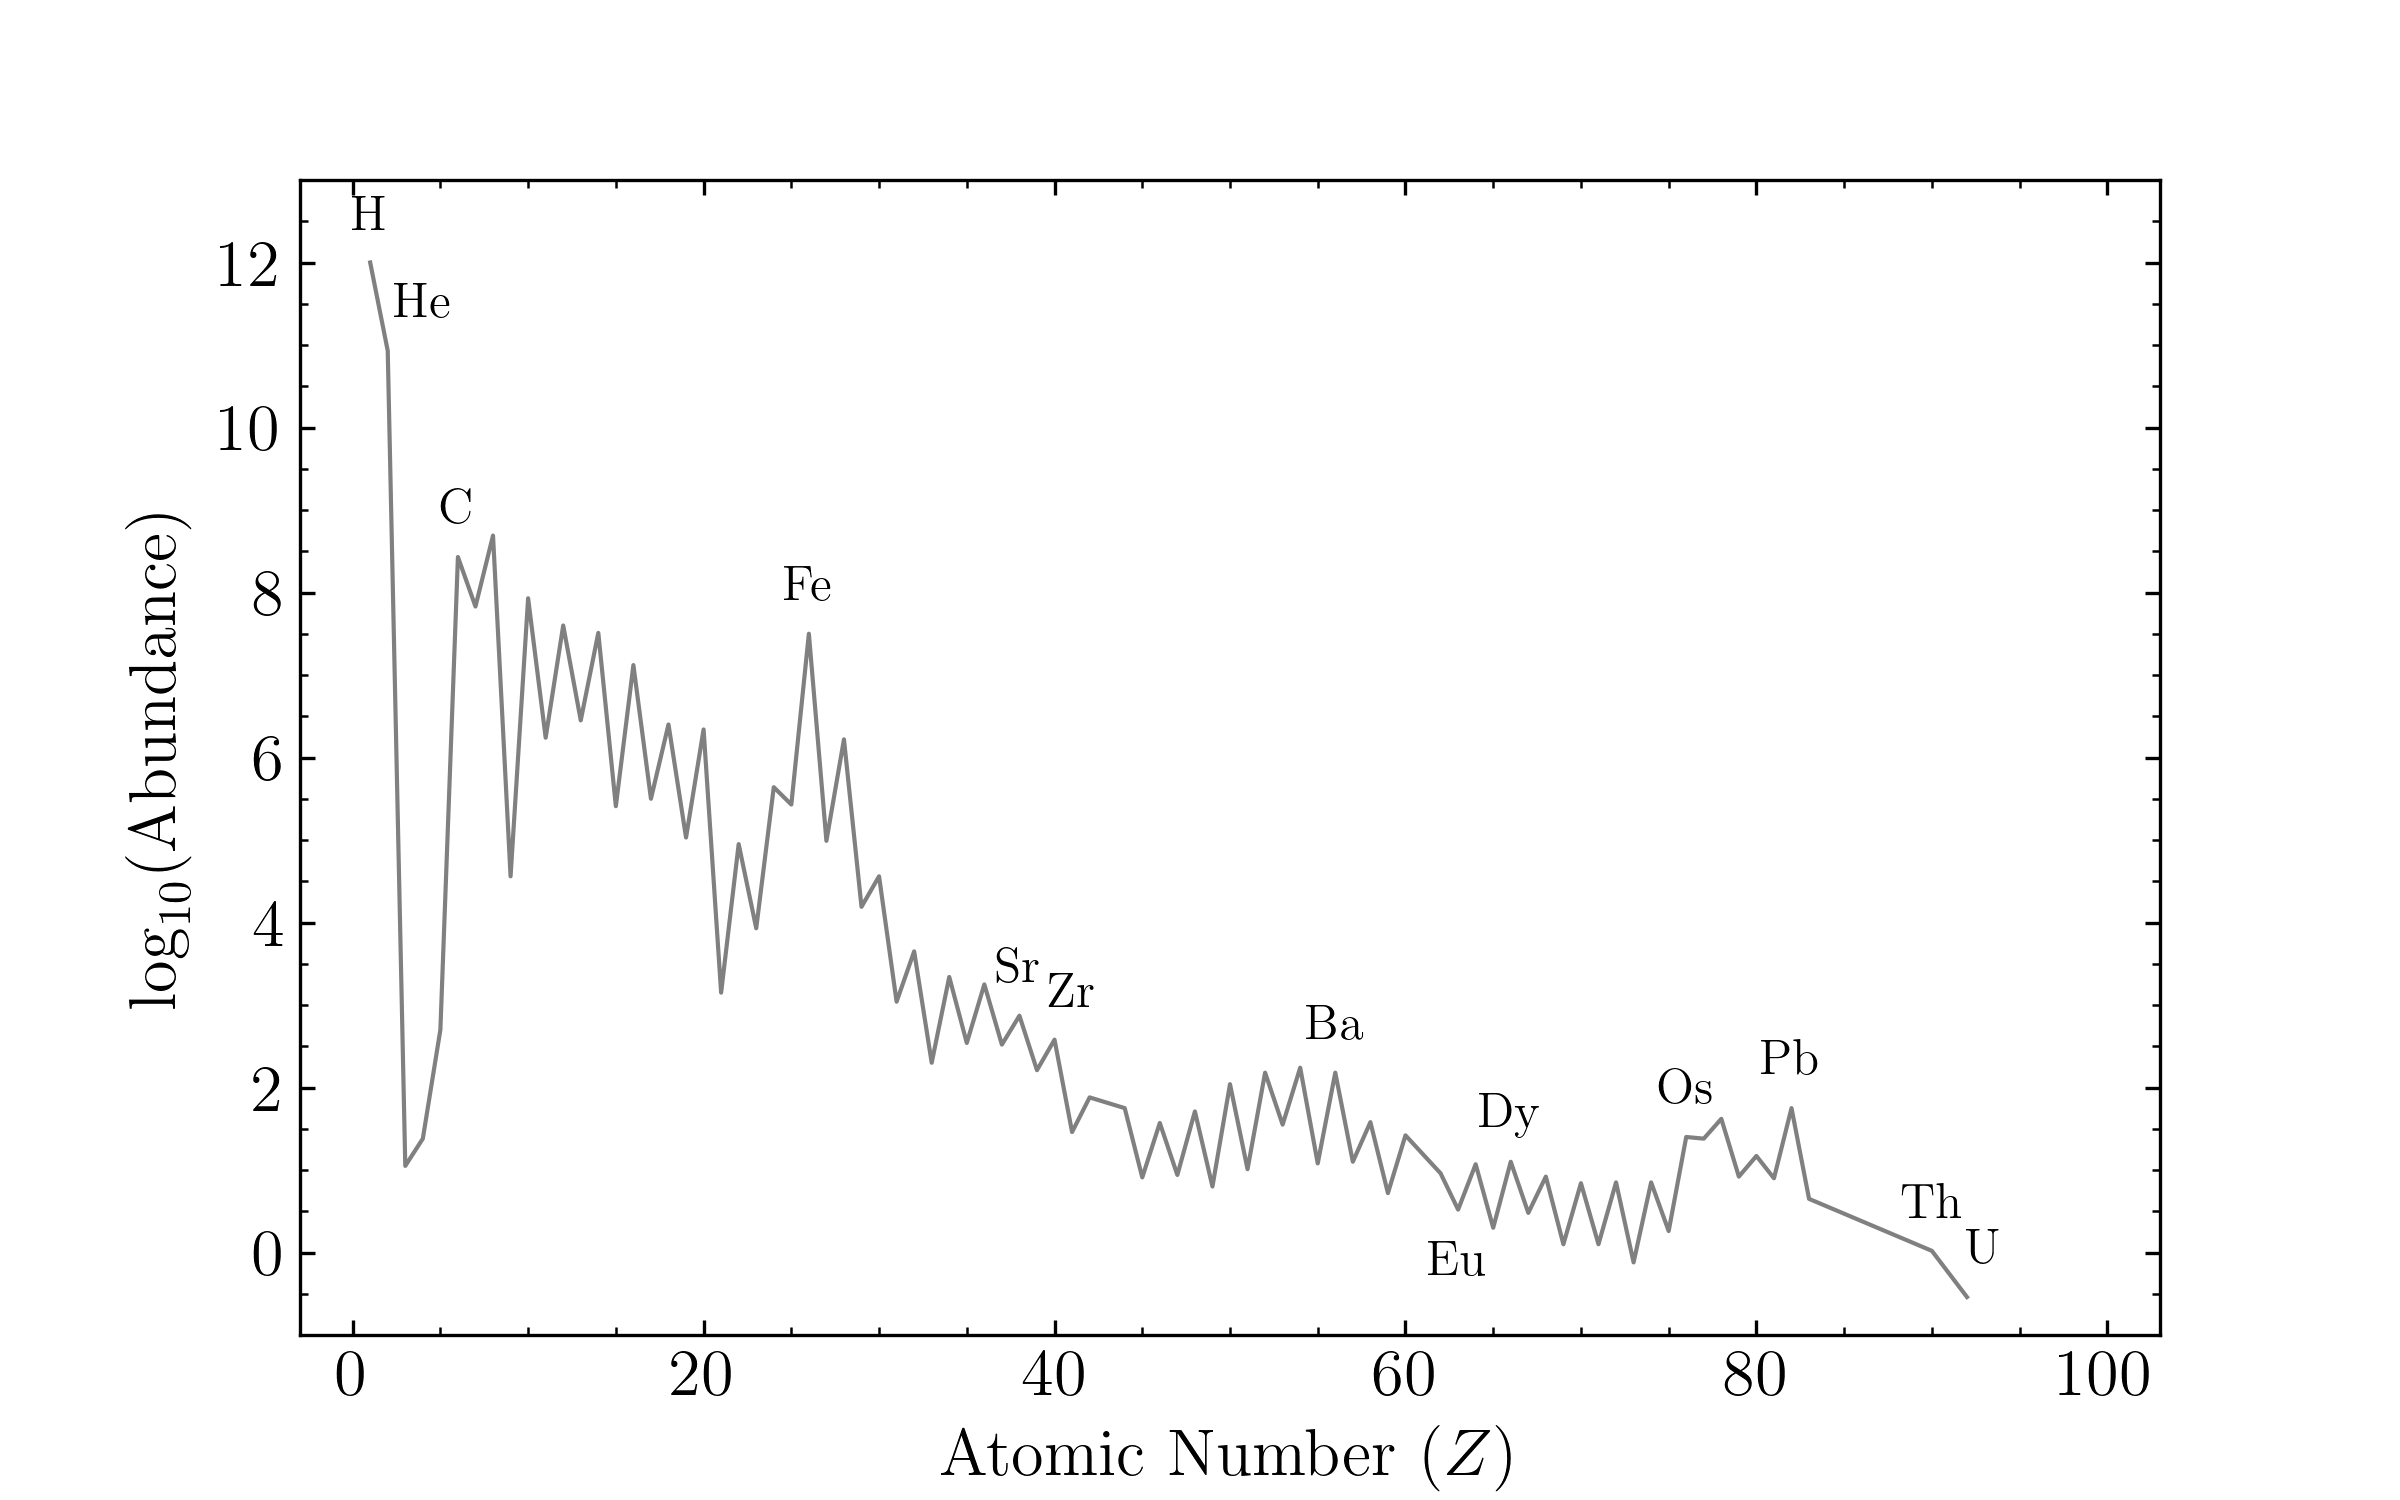 H
He
C
Fe
Sr
Zr
Ba
Pb
Os
Dy
Th
U
Eu
12
10
8
6
4
2
0
log10(Abundance)
0 20 40 60 80 100
Atomic Number (Z)